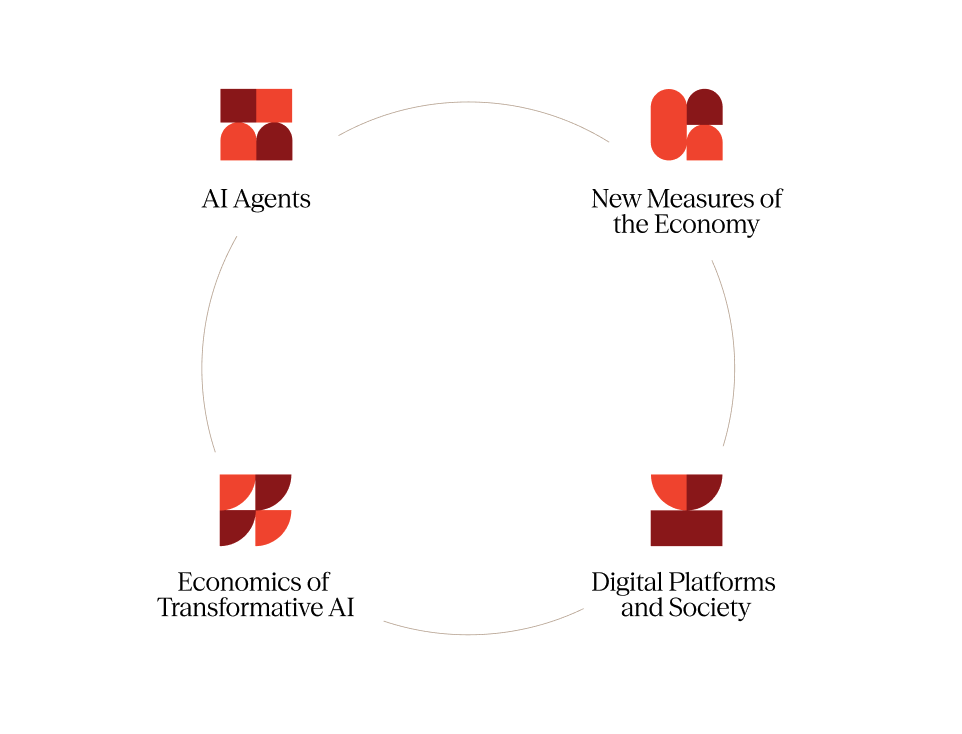 AI Agents
New Measures of
the Economy
Economics of
Transformative AI
Digital Platforms
and Society